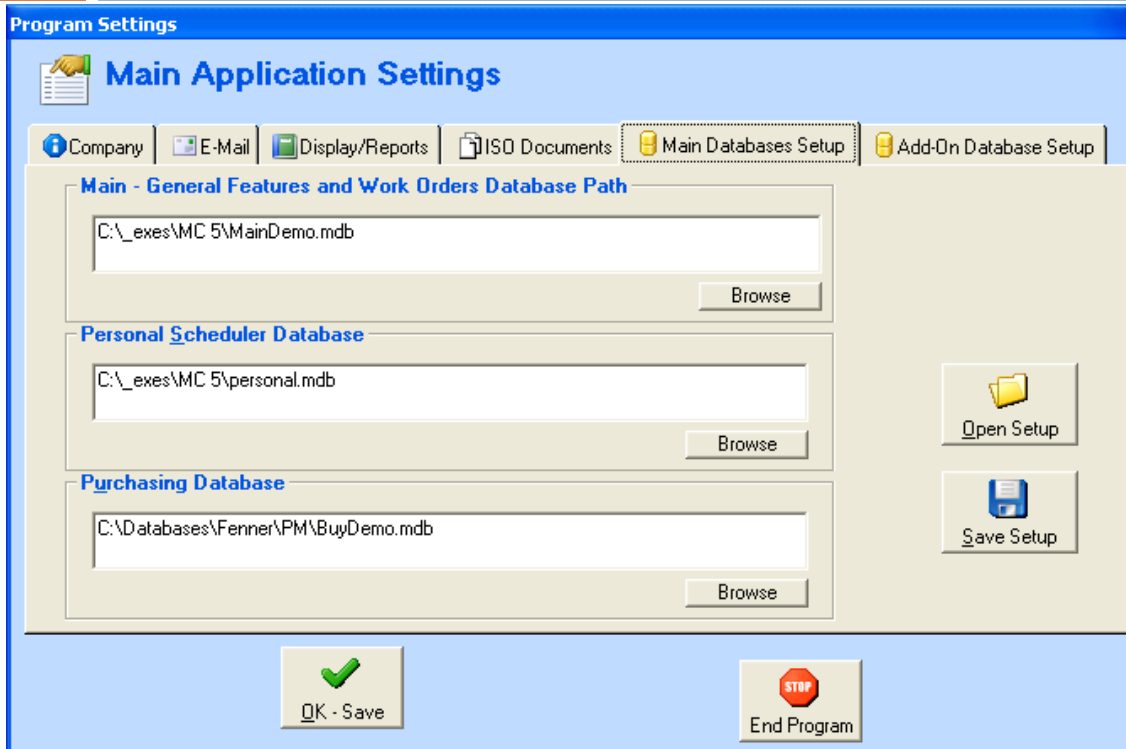 Program Settings
Main Application Settings
Company E-Mail Display/Reports ISO Documents Main Databases Setup Add-On Database Setup
Main - General Features and Work Orders Database Path
C:\_exes\MC 5\MainDemo.mdb
Browse
Personal Scheduler Database
C:\_exes\MC 5\personal.mdb
Browse
Open Setup
Purchasing Database
C:\Databases\Fenner\PM\BuyDemo.mdb
Browse
Save Setup
OK - Save
STOP
End Program